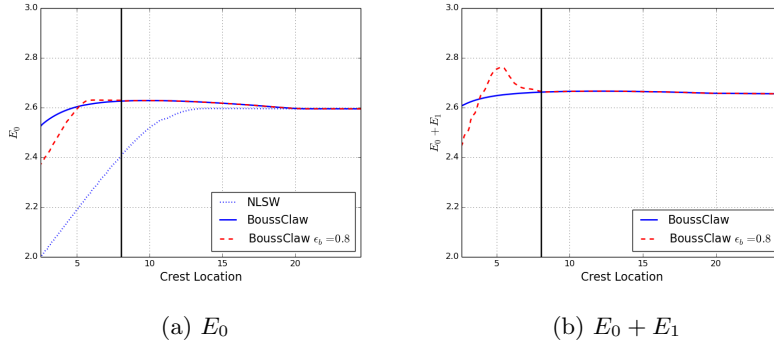 3.0
2.8
2.6
2.4
2.2
2.0
E₀
NLSW
BoussClaw
BoussClaw ϵ_b = 0.8
5 10 15 20
Crest Location
(a) E₀
3.0
2.8
2.6
2.4
2.2
2.0
E₀ + E₁
BoussClaw
BoussClaw ϵ_b = 0.8
5 10 15 20
Crest Location
(b) E₀ + E₁